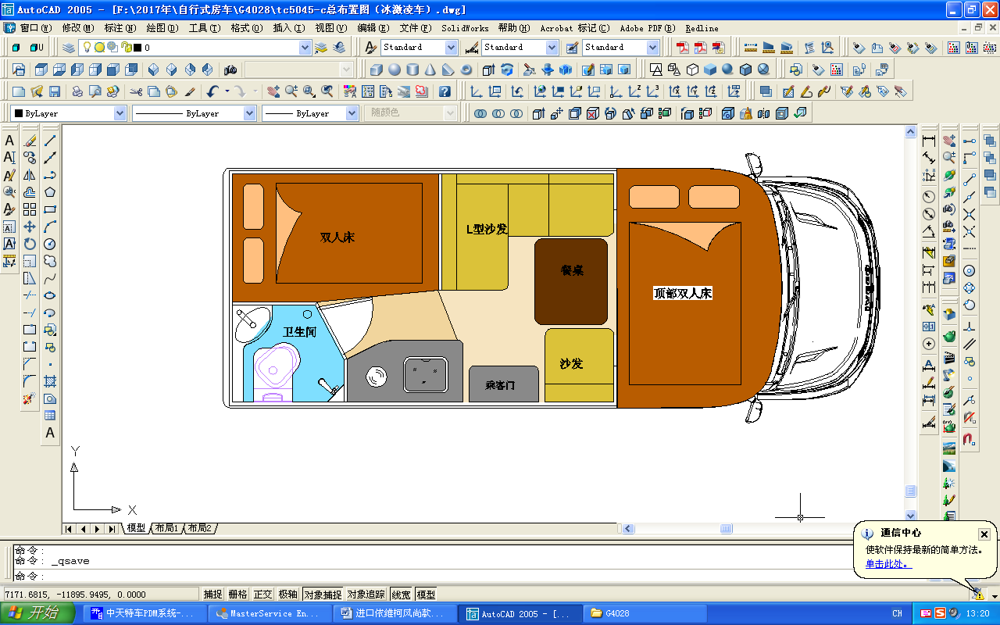 AutoCAD 2005 - [F:\2017年\自行式房车\G4028\tc5045-c总布置图（冰激凌车）.dwg]
窗口(W) 修改(M) 标注(N) 绘图(D) 工具(T) 格式(O) 插入(I) 视图(V) 编辑(E) 文件(F) SolidWorks 帮助(H) Acrobat 标记(C) Adobe PDF(B) Redline
0 Standard Standard Standard
ByLayer ByLayer ByLayer 随颜色
双人床
L型沙发
餐桌
顶部双人床
卫生间
沙发
乘客门
Y
X
模型 布局1 布局2
通信中心
使软件保持最新的简单方法。
单击此处。
命令:
命令: _qsave
命令:
7171.6815, -11895.9495, 0.0000 捕捉 栅格 正交 极轴 对象捕捉 对象追踪 线宽 模型
开始 中天特车PDM系统-... MasterService En... 进口依维柯风尚款... AutoCAD 2005 - [... G4028 CH 13:20